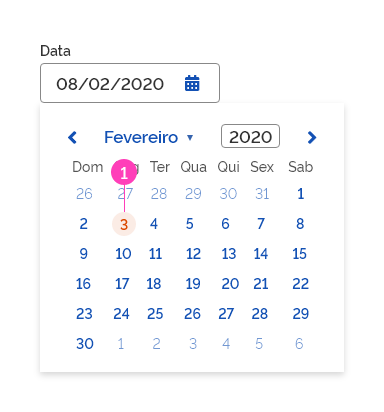 Data
08/02/2020
Fevereiro 2020
Dom Ter Qua Qui Sex Sab
1
26 27 28 29 30 31 1
2 3 4 5 6 7 8
9 10 11 12 13 14 15
16 17 18 19 20 21 22
23 24 25 26 27 28 29
30 1 2 3 4 5 6